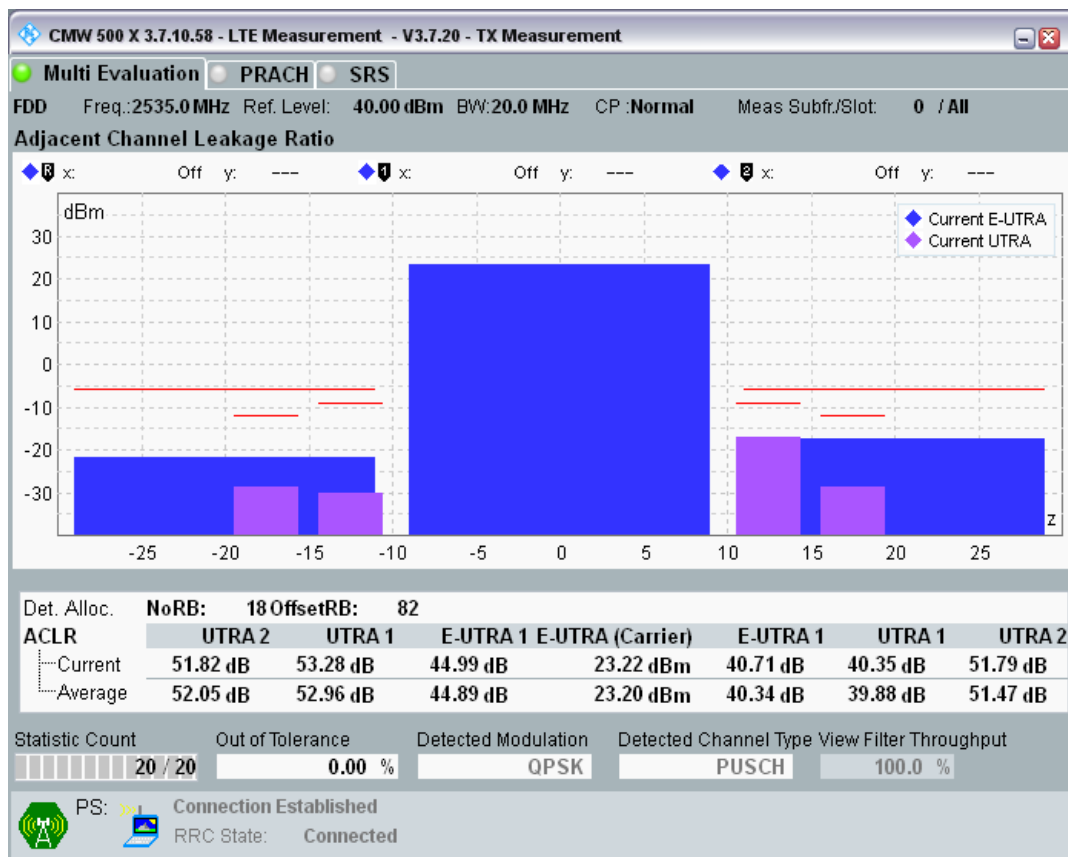 CMW 500 X 3.7.10.58 - LTE Measurement - V3.7.20 - TX Measurement
Multi Evaluation PRACH SRS
FDD Freq.:2535.0 MHz Ref. Level: 40.00 dBm BW:20.0 MHz CP :Normal Meas Subfr./Slot: 0 / All
Adjacent Channel Leakage Ratio
R x: Off y: --- 1 x: Off y: --- 2 x: Off y: ---
dBm
Current E-UTRA
Current UTRA
30
20
10
0
-10
-20
-30
z
-25 -20 -15 -10 -5 0 5 10 15 20 25
Det. Alloc. NoRB: 18 OffsetRB: 82
ACLR UTRA 2 UTRA 1 E-UTRA 1 E-UTRA (Carrier) E-UTRA 1 UTRA 1 UTRA 2
Current 51.82 dB 53.28 dB 44.99 dB 23.22 dBm 40.71 dB 40.35 dB 51.79 dB
Average 52.05 dB 52.96 dB 44.89 dB 23.20 dBm 40.34 dB 39.88 dB 51.47 dB
Statistic Count Out of Tolerance Detected Modulation Detected Channel Type View Filter Throughput
20 / 20 0.00 % QPSK PUSCH 100.0 %
PS: Connection Established
RRC State: Connected